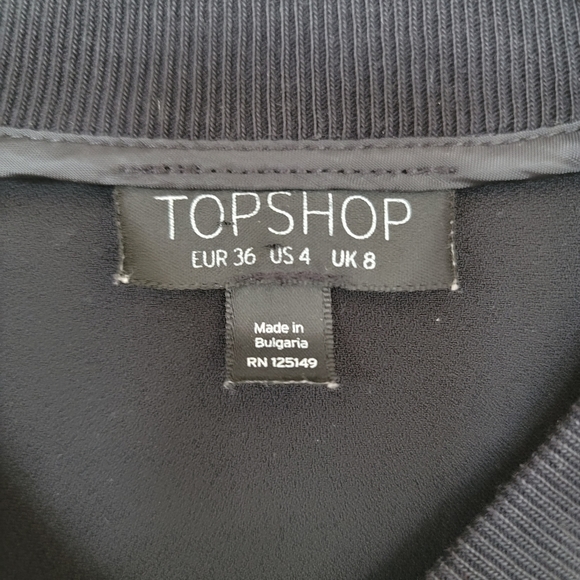 TOPSHOP
EUR 36 US 4 UK 8
Made in
Bulgaria
RN 125149